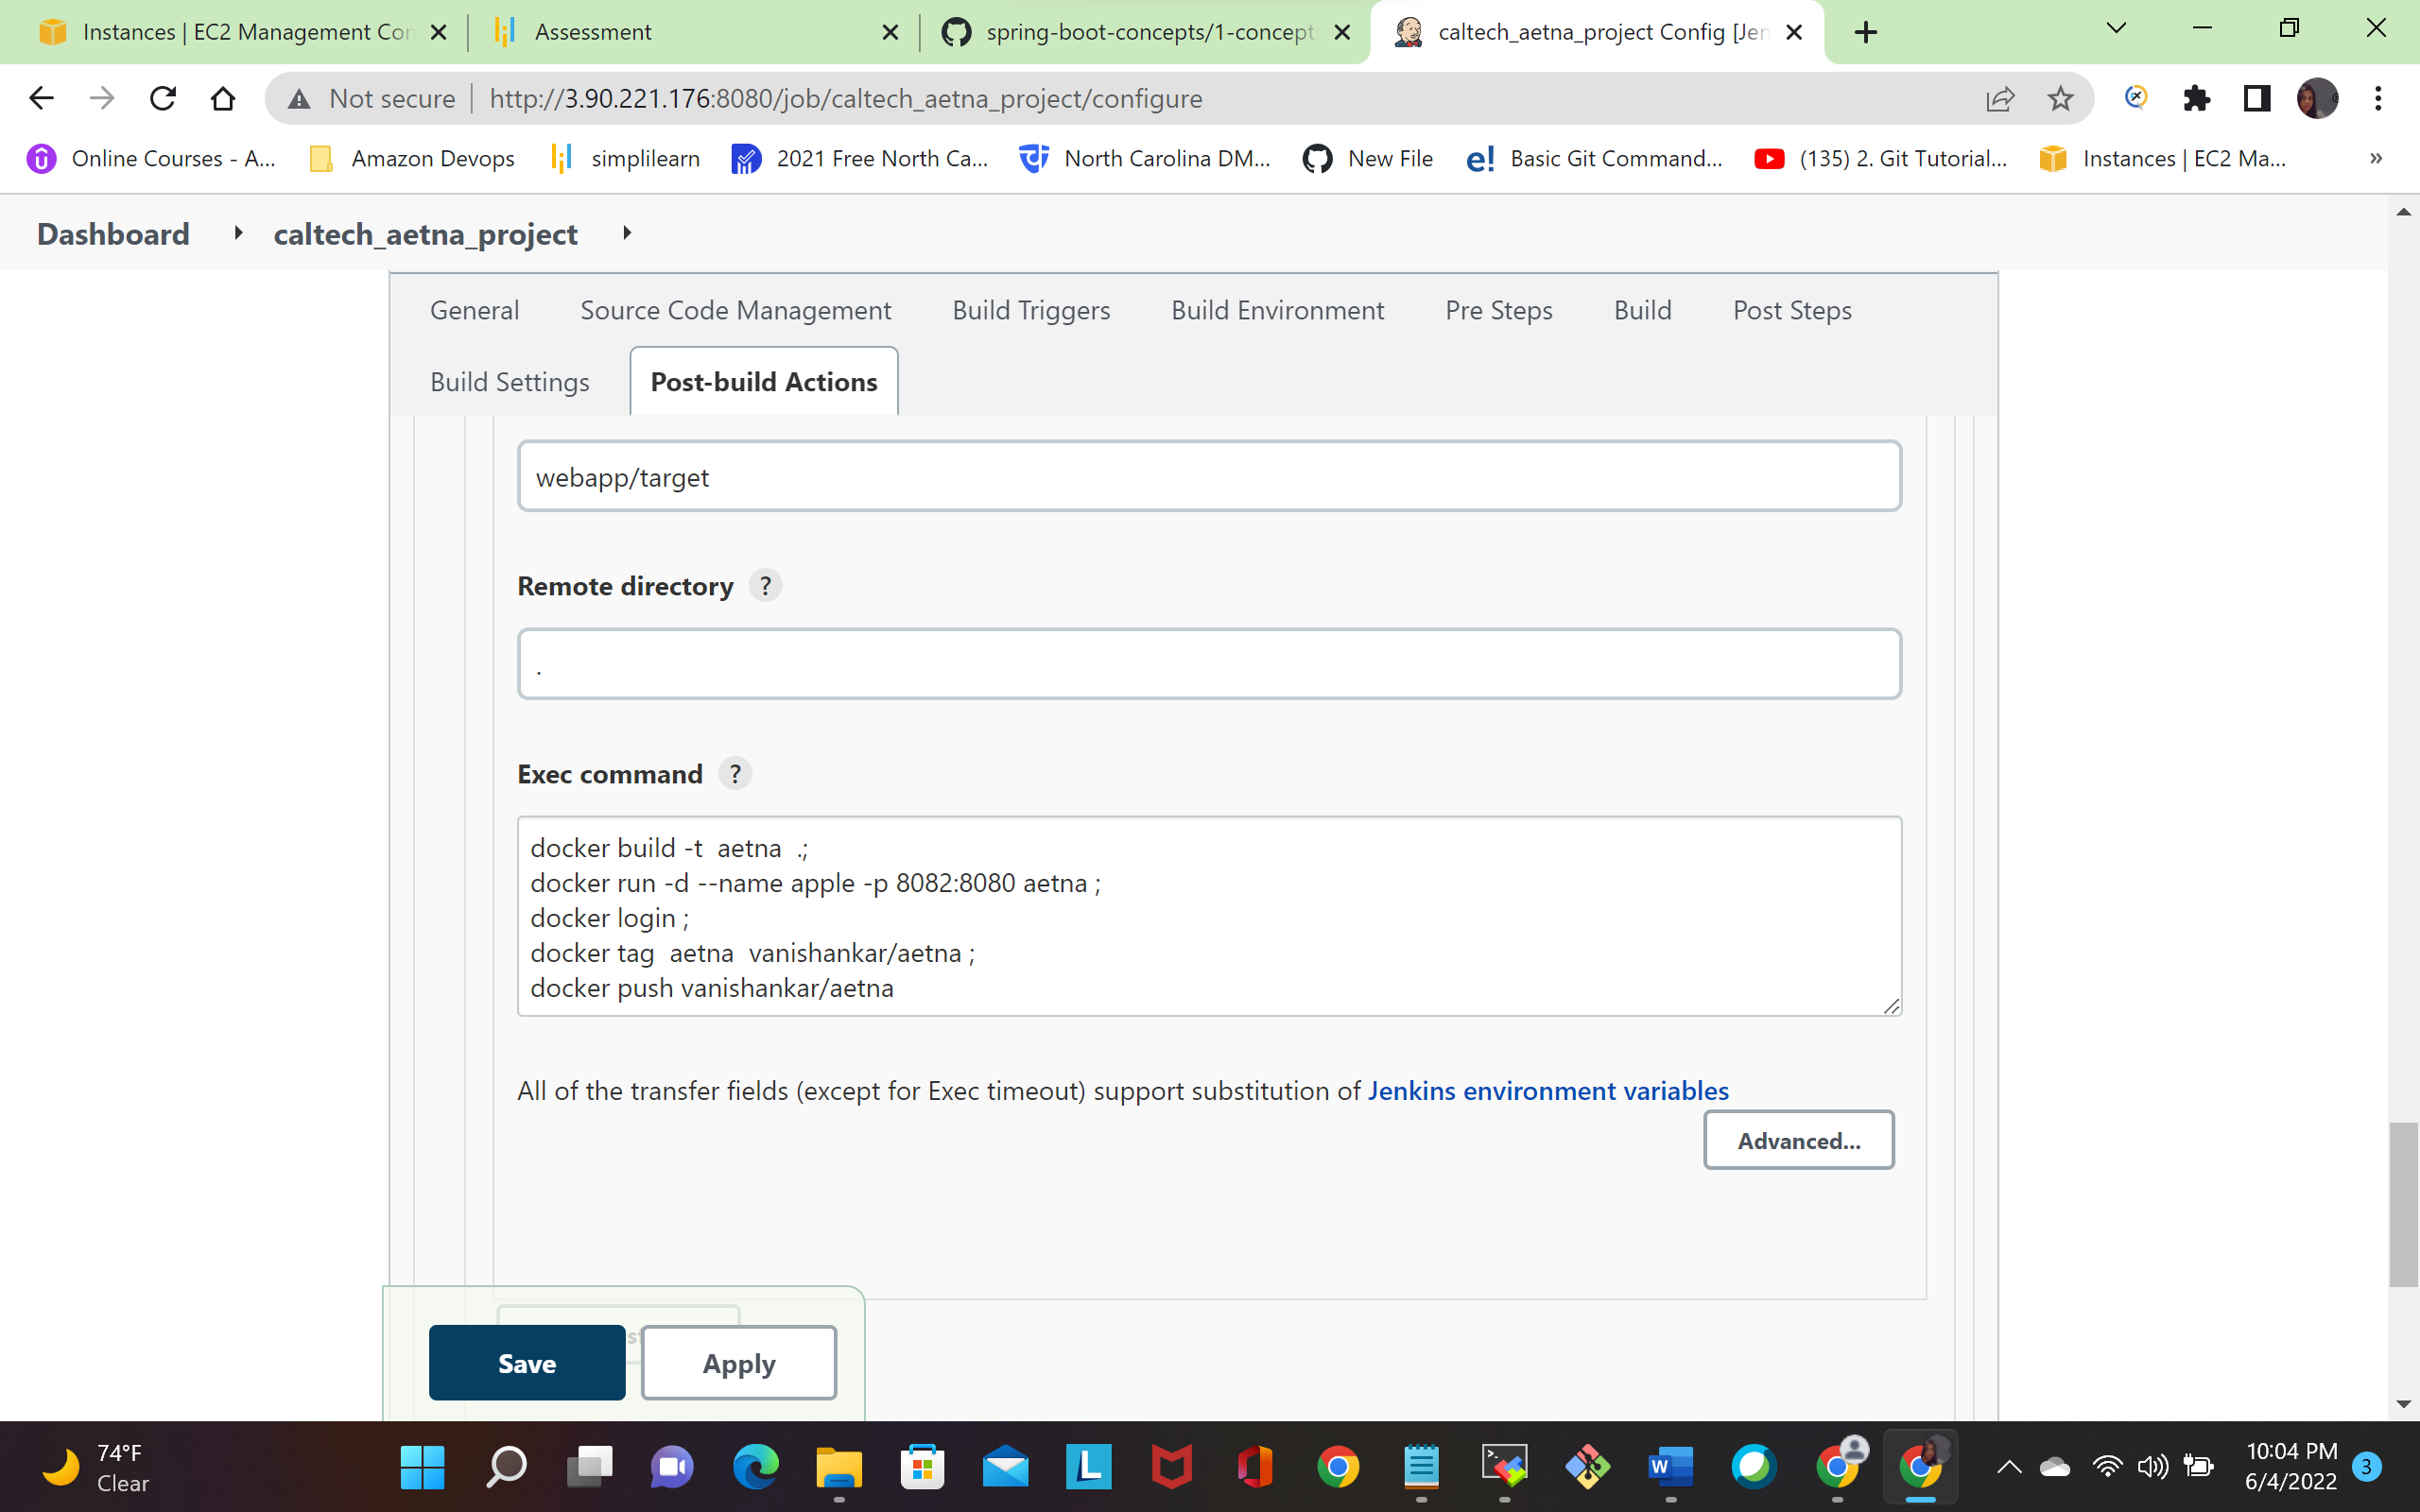 Instances | EC2 Management Con
Assessment
spring-boot-concepts/1-concept
caltech_aetna_project Config [Jen
Not secure
http://3.90.221.176:8080/job/caltech_aetna_project/configure
Online Courses - A...
Amazon Devops
simplilearn
2021 Free North Ca...
North Carolina DM...
New File
e!
Basic Git Command...
(135) 2. Git Tutorial...
Instances | EC2 Ma...
»
Dashboard
caltech_aetna_project
General
Source Code Management
Build Triggers
Build Environment
Pre Steps
Build
Post Steps
Build Settings
Post-build Actions
webapp/target
Remote directory ?
.
Exec command ?
docker build -t  aetna  .;
docker run -d --name apple -p 8082:8080 aetna ;
docker login ;
docker tag  aetna  vanishankar/aetna ;
docker push vanishankar/aetna
All of the transfer fields (except for Exec timeout) support substitution of Jenkins environment variables
Advanced...
Save
Apply
74°F
Clear
L
W
10:04 PM
6/4/2022
3